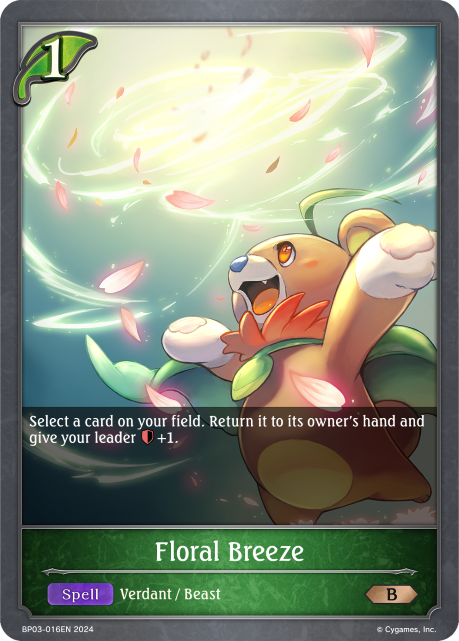 1
Select a card on your field. Return it to its owner's hand and
give your leader +1.
Floral Breeze
Spell Verdant / Beast B
BP03-016EN 2024 © Cygames, Inc.